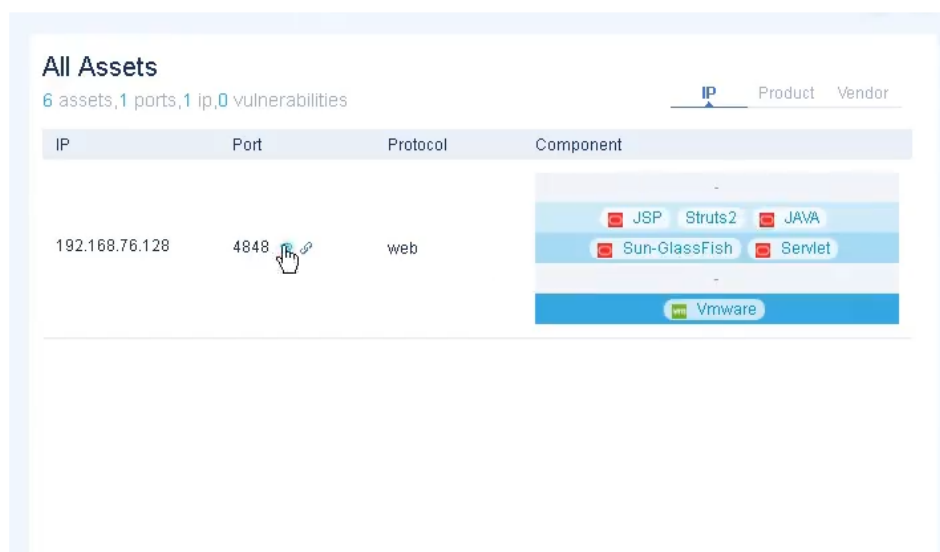 All Assets
6 assets,1 ports,1 ip,0 vulnerabilities
IP Product Vendor
IP Port Protocol Component
-
JSP Struts2 JAVA
192.168.76.128 4848 web
Sun-GlassFish Servlet
-
vm Vmware